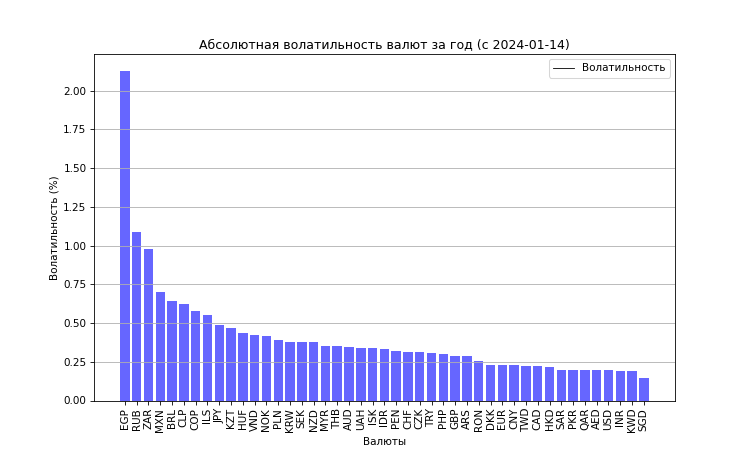 Абсолютная волатильность валют за год (с 2024-01-14)
Волатильность
2.00
1.75
1.50
1.25
1.00
0.75
0.50
0.25
0.00
Волатильность (%)
EGP
RUB
ZAR
MXN
BRL
CLP
COP
ILS
JPY
KZT
HUF
VND
NOK
PLN
KRW
SEK
NZD
MYR
THB
AUD
UAH
ISK
IDR
PEN
CHF
CZK
TRY
PHP
GBP
ARS
RON
DKK
EUR
CNY
TWD
CAD
HKD
SAR
PKR
QAR
AED
USD
INR
KWD
SGD
Валюты